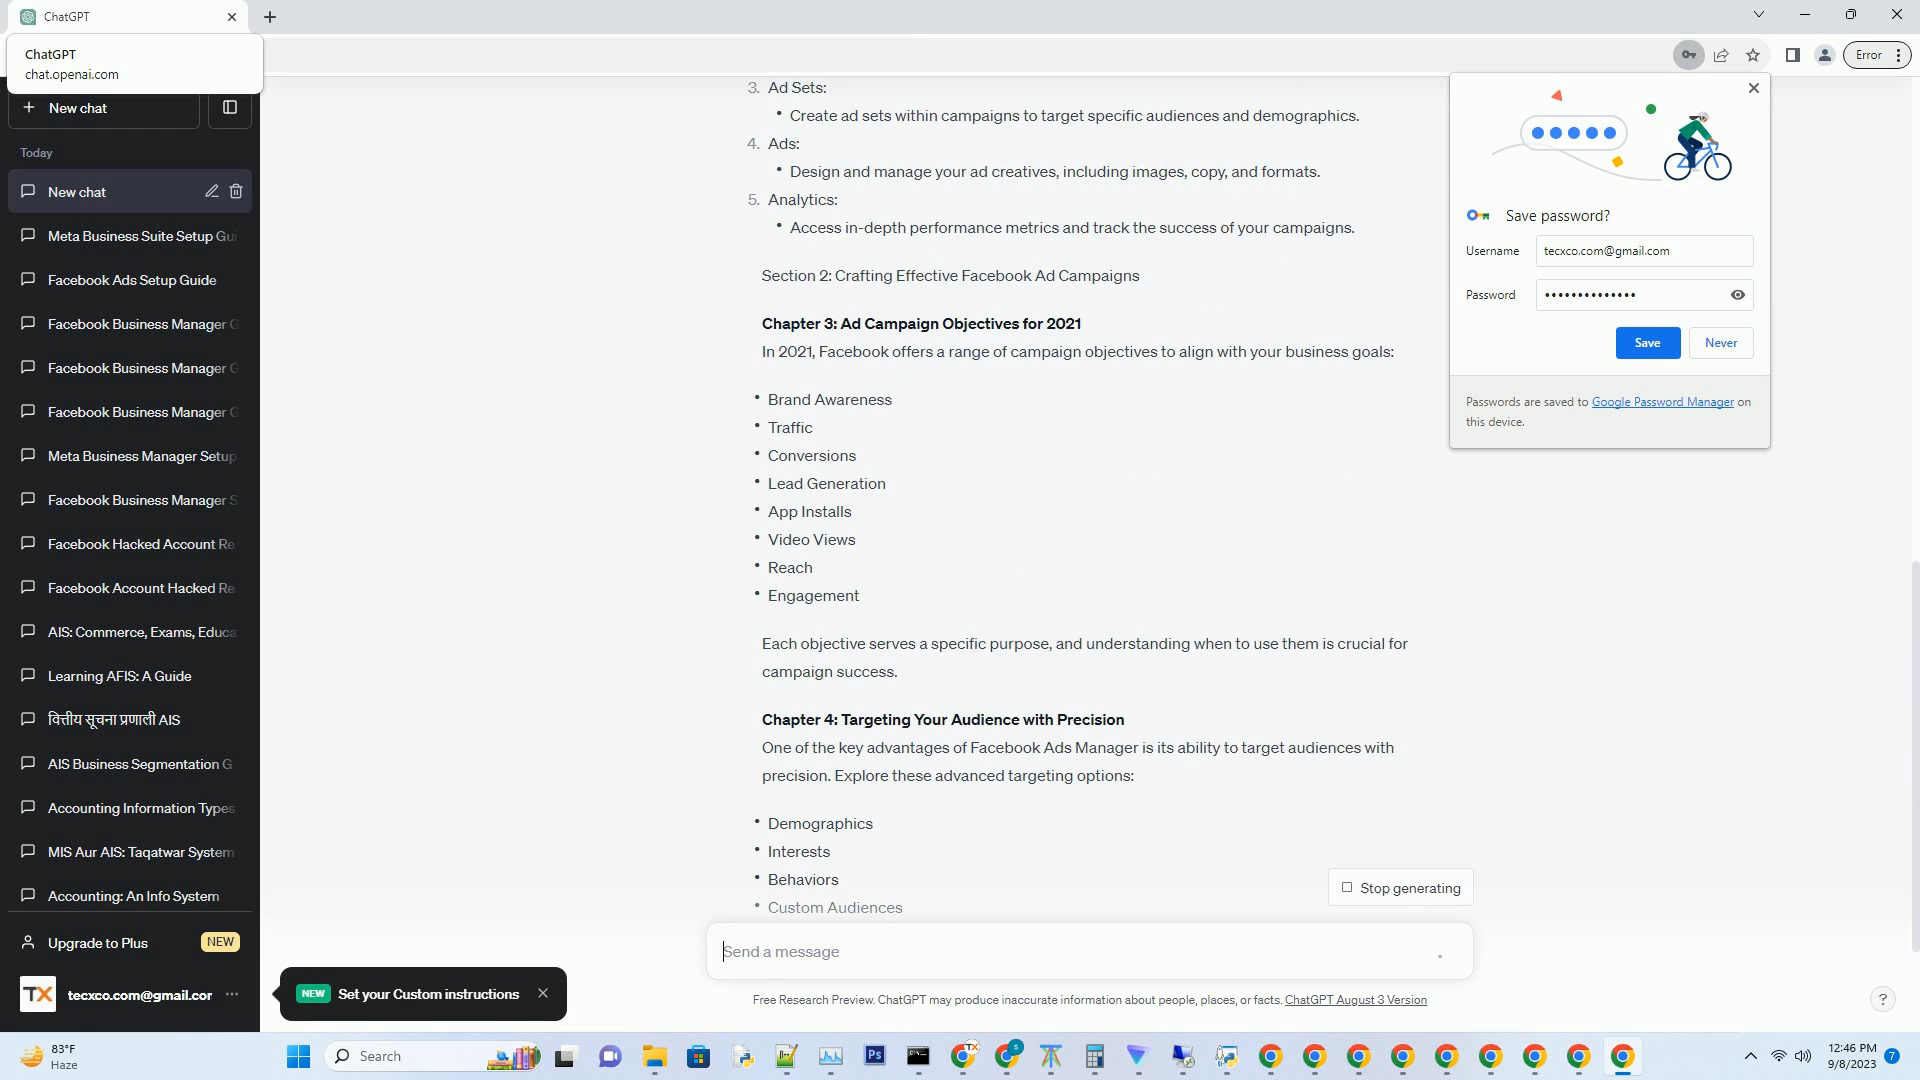 ChatGPT
ChatGPT
chat.openai.com
Error
New chat
Today
New chat
Meta Business Suite Setup Gu
Facebook Ads Setup Guide
Facebook Business Manager G
Facebook Business Manager G
Facebook Business Manager G
Meta Business Manager Setup
Facebook Business Manager S
Facebook Hacked Account Re
Facebook Account Hacked Re
AIS: Commerce, Exams, Educa
Learning AFIS: A Guide
वित्तीय सूचना प्रणाली AIS
AIS Business Segmentation G
Accounting Information Types
MIS Aur AIS: Taqatwar System
Accounting: An Info System
Upgrade to Plus NEW
TX tecxco.com@gmail.cor
3. Ad Sets:
• Create ad sets within campaigns to target specific audiences and demographics.
4. Ads:
• Design and manage your ad creatives, including images, copy, and formats.
5. Analytics:
• Access in-depth performance metrics and track the success of your campaigns.
Section 2: Crafting Effective Facebook Ad Campaigns
Chapter 3: Ad Campaign Objectives for 2021
In 2021, Facebook offers a range of campaign objectives to align with your business goals:
• Brand Awareness
• Traffic
• Conversions
• Lead Generation
• App Installs
• Video Views
• Reach
• Engagement
Each objective serves a specific purpose, and understanding when to use them is crucial for
campaign success.
Chapter 4: Targeting Your Audience with Precision
One of the key advantages of Facebook Ads Manager is its ability to target audiences with
precision. Explore these advanced targeting options:
• Demographics
• Interests
• Behaviors
• Custom Audiences
Stop generating
Send a message
Free Research Preview. ChatGPT may produce inaccurate information about people, places, or facts. ChatGPT August 3 Version
NEW Set your Custom instructions
?
Save password?
Username tecxco.com@gmail.com
Password ••••••••••••••
Save Never
Passwords are saved to Google Password Manager on
this device.
83°F
Haze
Search
Ps
TX
s
12:46 PM
9/8/2023
7